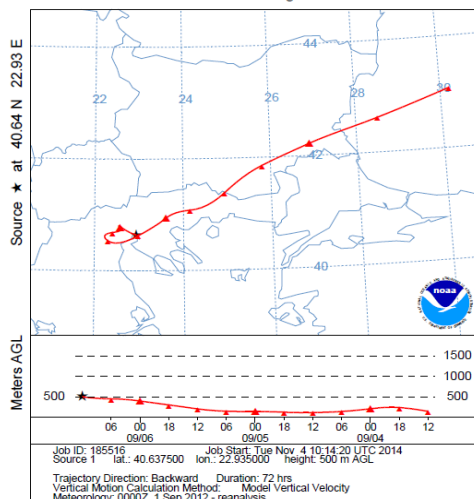 44
22 24 26 28 30
42
40
Source ★ at 40.64 N 22.93 E
noaa
Meters AGL
1500
1000
500 500
06 00 18 12 06 00 18 12 06 00 18 12
09/06 09/05 09/04
Job ID: 185516 Job Start: Tue Nov 4 10:14:20 UTC 2014
Source 1 lat.: 40.637500 lon.: 22.935000 height: 500 m AGL
Trajectory Direction: Backward Duration: 72 hrs
Vertical Motion Calculation Method: Model Vertical Velocity
Meteorology: 0000Z 1 Sep 2012 - reanalysis